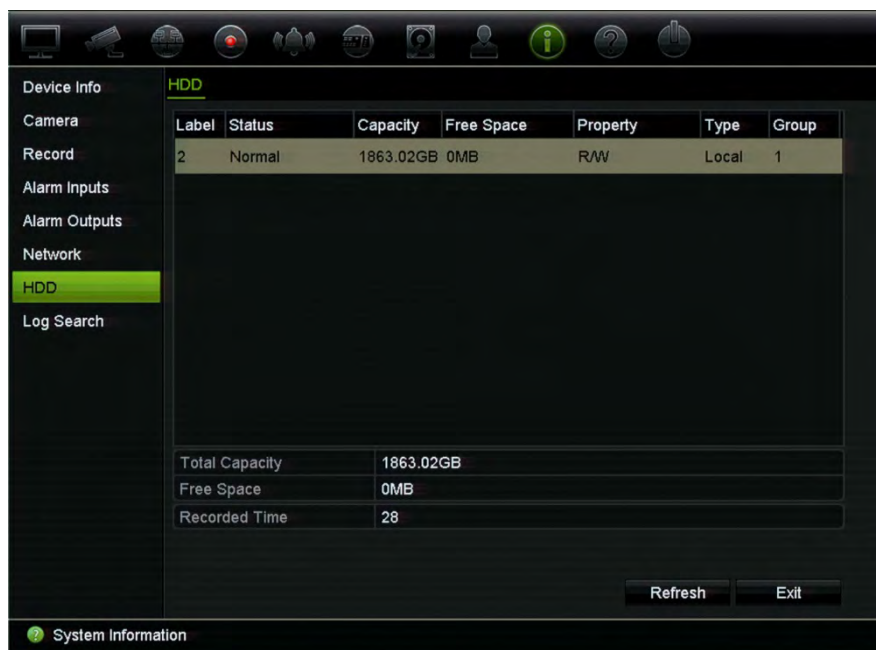 Device Info
HDD
Camera
Label Status Capacity Free Space Property Type Group
Record
2 Normal 1863.02GB 0MB R/W Local 1
Alarm Inputs
Alarm Outputs
Network
HDD
Log Search
Total Capacity 1863.02GB
Free Space 0MB
Recorded Time 28
Refresh Exit
System Information